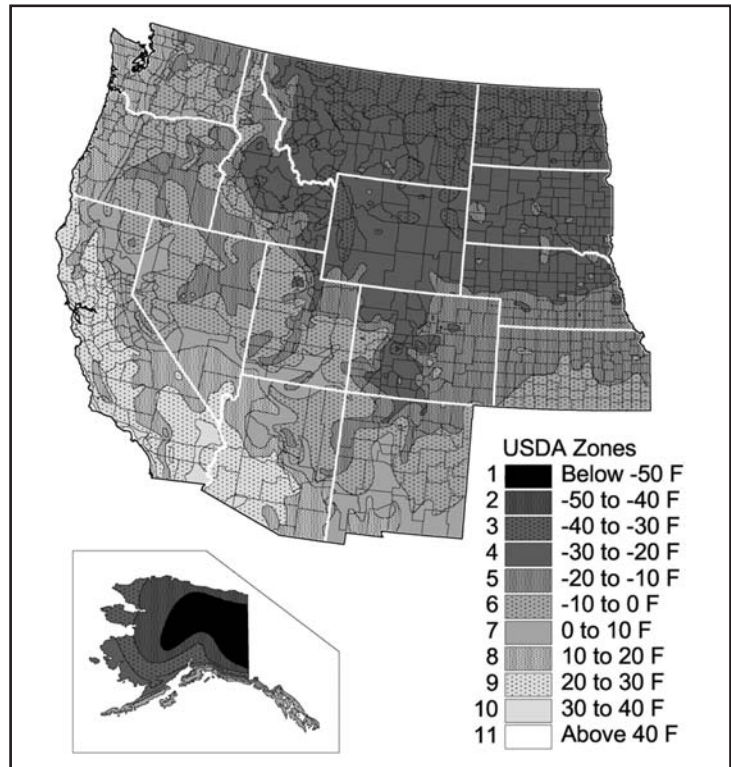 USDA Zones
1 Below -50 F
2 -50 to -40 F
3 -40 to -30 F
4 -30 to -20 F
5 -20 to -10 F
6 -10 to 0 F
7 0 to 10 F
8 10 to 20 F
9 20 to 30 F
10 30 to 40 F
11 Above 40 F